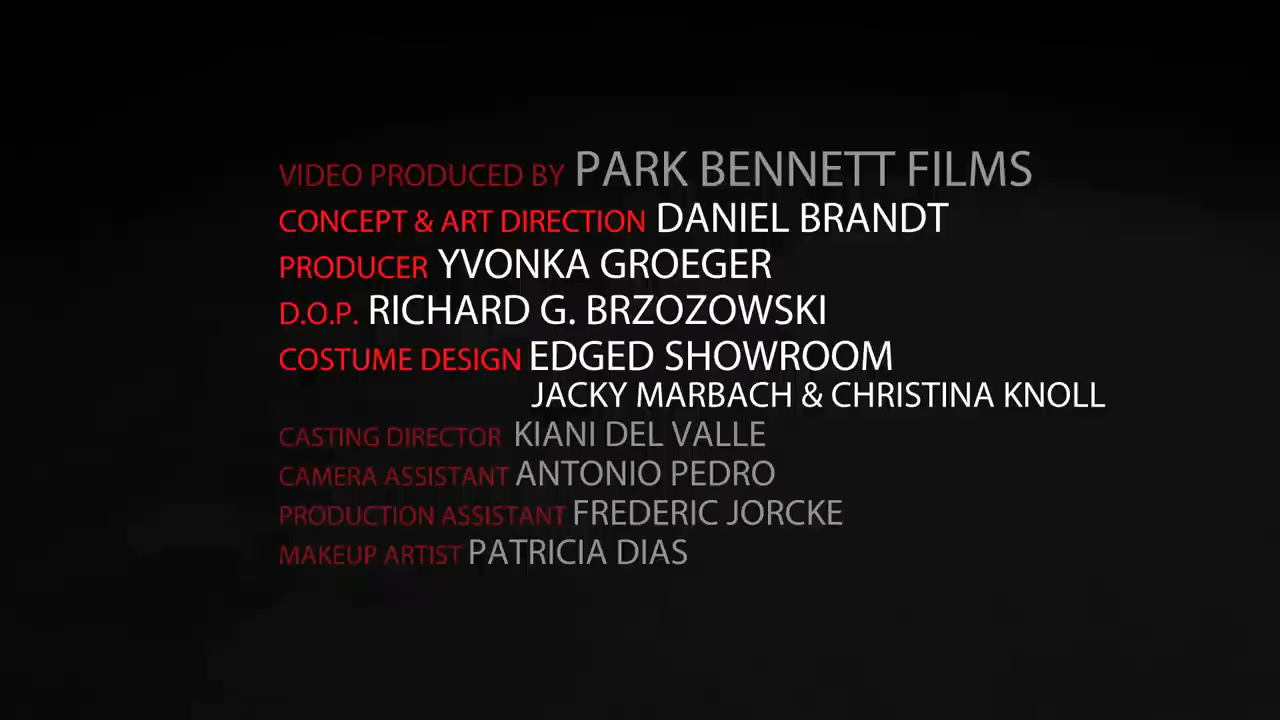 VIDEO PRODUCED BY PARK BENNETT FILMS
CONCEPT & ART DIRECTION DANIEL BRANDT
PRODUCER YVONKA GROEGER
D.O.P. RICHARD G. BRZOZOWSKI
COSTUME DESIGN EDGED SHOWROOM
JACKY MARBACH & CHRISTINA KNOLL
CASTING DIRECTOR KIANI DEL VALLE
CAMERA ASSISTANT ANTONIO PEDRO
PRODUCTION ASSISTANT FREDERIC JORCKE
MAKEUP ARTIST PATRICIA DIAS